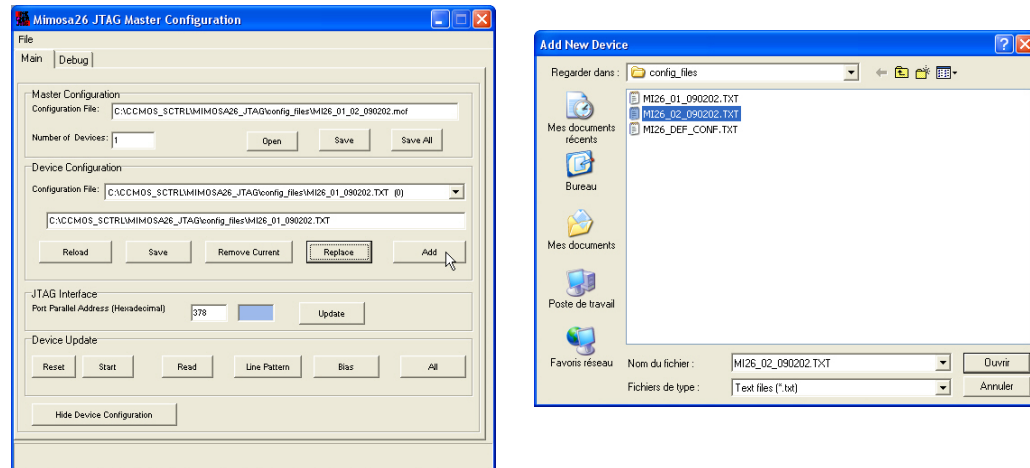 Mimosa26 JTAG Master Configuration
File
Main Debug
Master Configuration
Configuration File: C:\CCMOS_SCTRL\MIMOSA26_JTAG\config_files\MI26_01_02_090202.mcf
Number of Devices: 1 Open Save Save All
Device Configuration
Configuration File: C:\CCMOS_SCTRL\MIMOSA26_JTAG\config_files\MI26_01_090202.TXT (0)
C:\CCMOS_SCTRL\MIMOSA26_JTAG\config_files\MI26_01_090202.TXT
Reload Save Remove Current Replace Add
JTAG Interface
Port Parallel Address (Hexadecimal) 378 Update
Device Update
Reset Start Read Line Pattern Bias All
Hide Device Configuration
Add New Device
Regarder dans : config_files
MI26_01_090202.TXT
MI26_02_090202.TXT
MI26_DEF_CONF.TXT
Mes documents
récents
Bureau
Mes documents
Poste de travail
Favoris réseau
Nom du fichier : MI26_02_090202.TXT Ouvrir
Fichiers de type : Text files (*.txt) Annuler